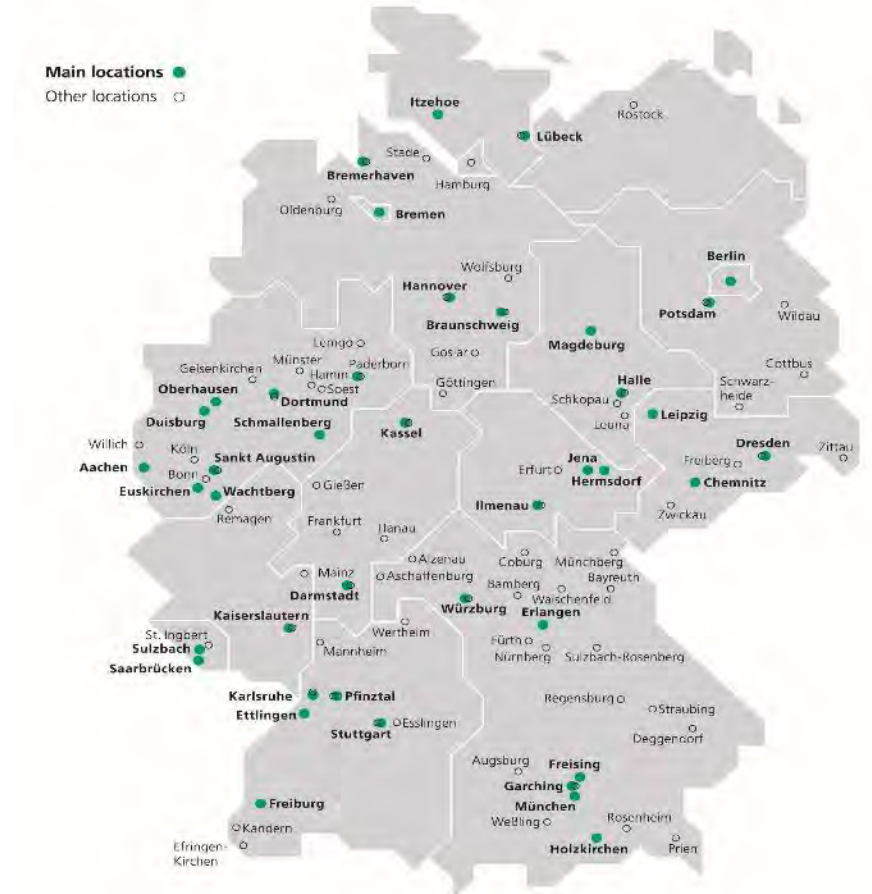 Main locations
Other locations
Itzehoe
Rostock
Lübeck
Stade
Bremerhaven
Hamburg
Oldenburg
Bremen
Berlin
Wolfsburg
Hannover
Potsdam
Wildau
Braunschweig
Magdeburg
Lemgo
Goslar
Münster
Paderborn
Cottbus
Gelsenkirchen
Hamm
Göttingen
Halle
Schwarz-
heide
Oberhausen
Soest
Dortmund
Schkopau
Leipzig
Duisburg
Schmallenberg
Leuna
Kassel
Willich
Köln
Dresden
Zittau
Sankt Augustin
Jena
Aachen
Bonn
Erfurt
Freiberg
Hermsdorf
Chemnitz
Euskirchen
Wachtberg
Gießen
Ilmenau
Remagen
Zwickau
Frankfurt
Hanau
Alzenau
Coburg
Münchberg
Mainz
Aschaffenburg
Bamberg
Bayreuth
Darmstadt
Waischenfeld
Würzburg
Erlangen
Kaiserslautern
Wertheim
St. Ingbert
Fürth
Sulzbach
Mannheim
Nürnberg
Sulzbach-Rosenberg
Saarbrücken
Karlsruhe
Pfinztal
Regensburg
Straubing
Ettlingen
Esslingen
Stuttgart
Deggendorf
Augsburg
Freising
Garching
Freiburg
München
Weßling
Rosenheim
Kandern
Efringen-
Kirchen
Holzkirchen
Prien